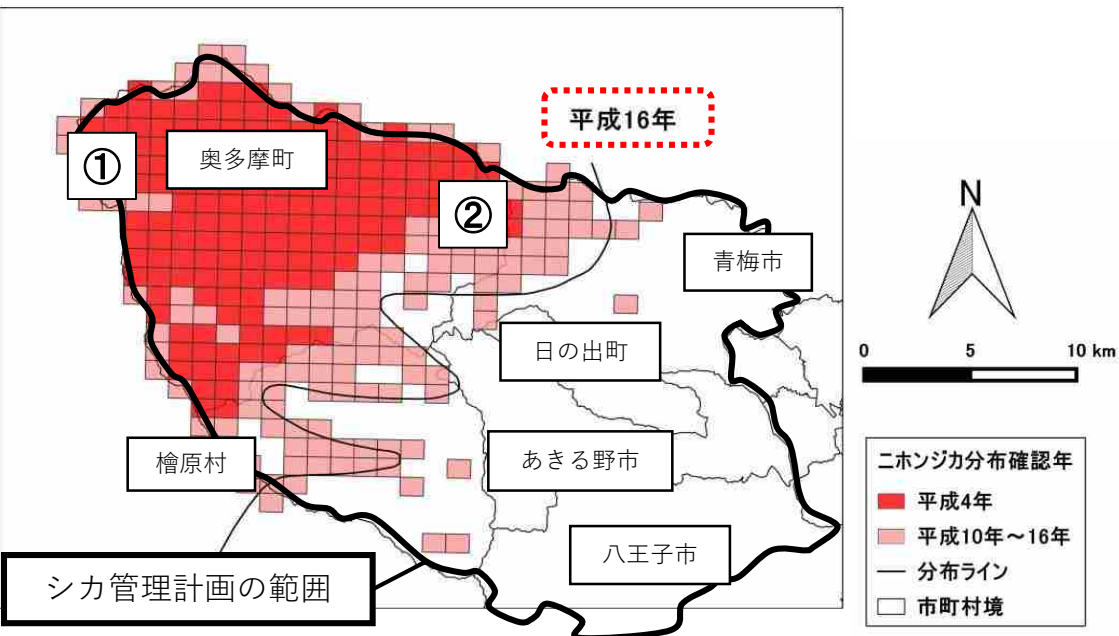 平成16年
①
奥多摩町
②
N
青梅市
日の出町
0 5 10 km
檜原村
あきる野市
八王子市
シカ管理計画の範囲
ニホンジカ分布確認年
平成4年
平成10年～16年
分布ライン
市町村境